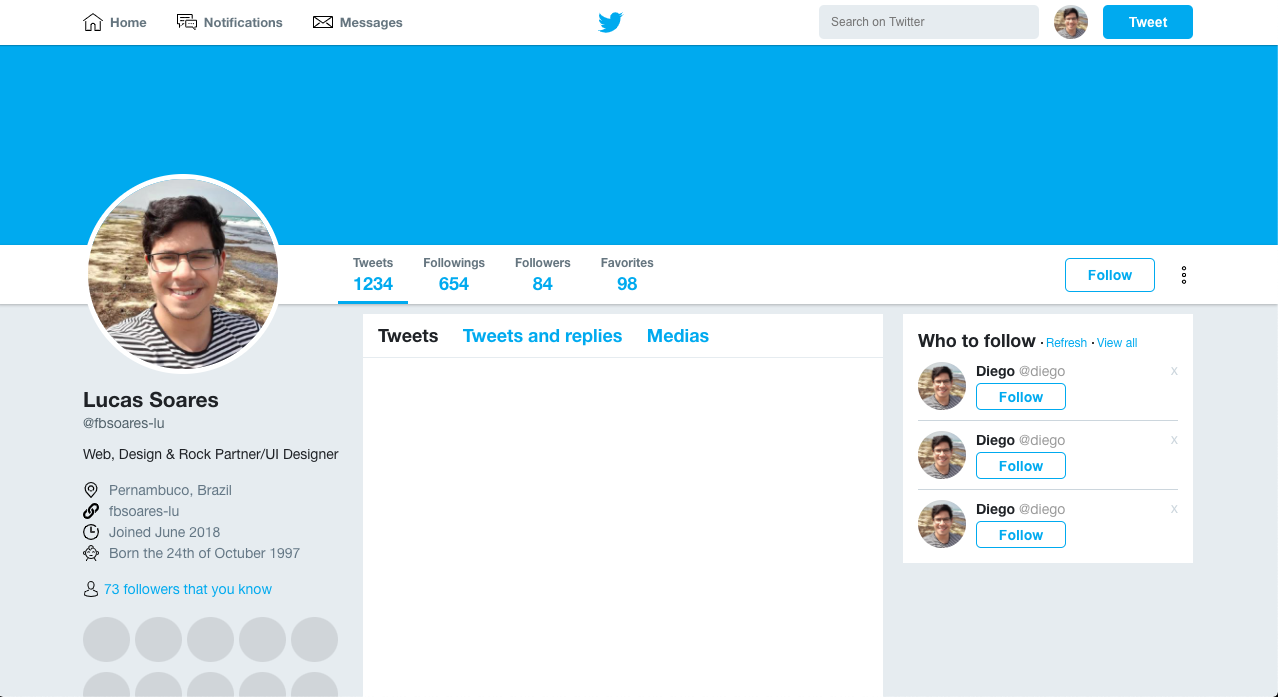 Home Notifications Messages Search on Twitter Tweet
Tweets Followings Followers Favorites
1234 654 84 98
Follow
Tweets Tweets and replies Medias
Lucas Soares
@fbsoares-lu
Web, Design & Rock Partner/UI Designer
Pernambuco, Brazil
fbsoares-lu
Joined June 2018
Born the 24th of Octuber 1997
73 followers that you know
Who to follow · Refresh · View all
Diego @diego x
Follow
Diego @diego x
Follow
Diego @diego x
Follow